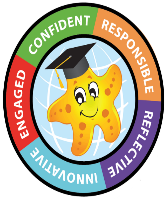 CONFIDENT
RESPONSIBLE
REFLECTIVE
INNOVATIVE
ENGAGED